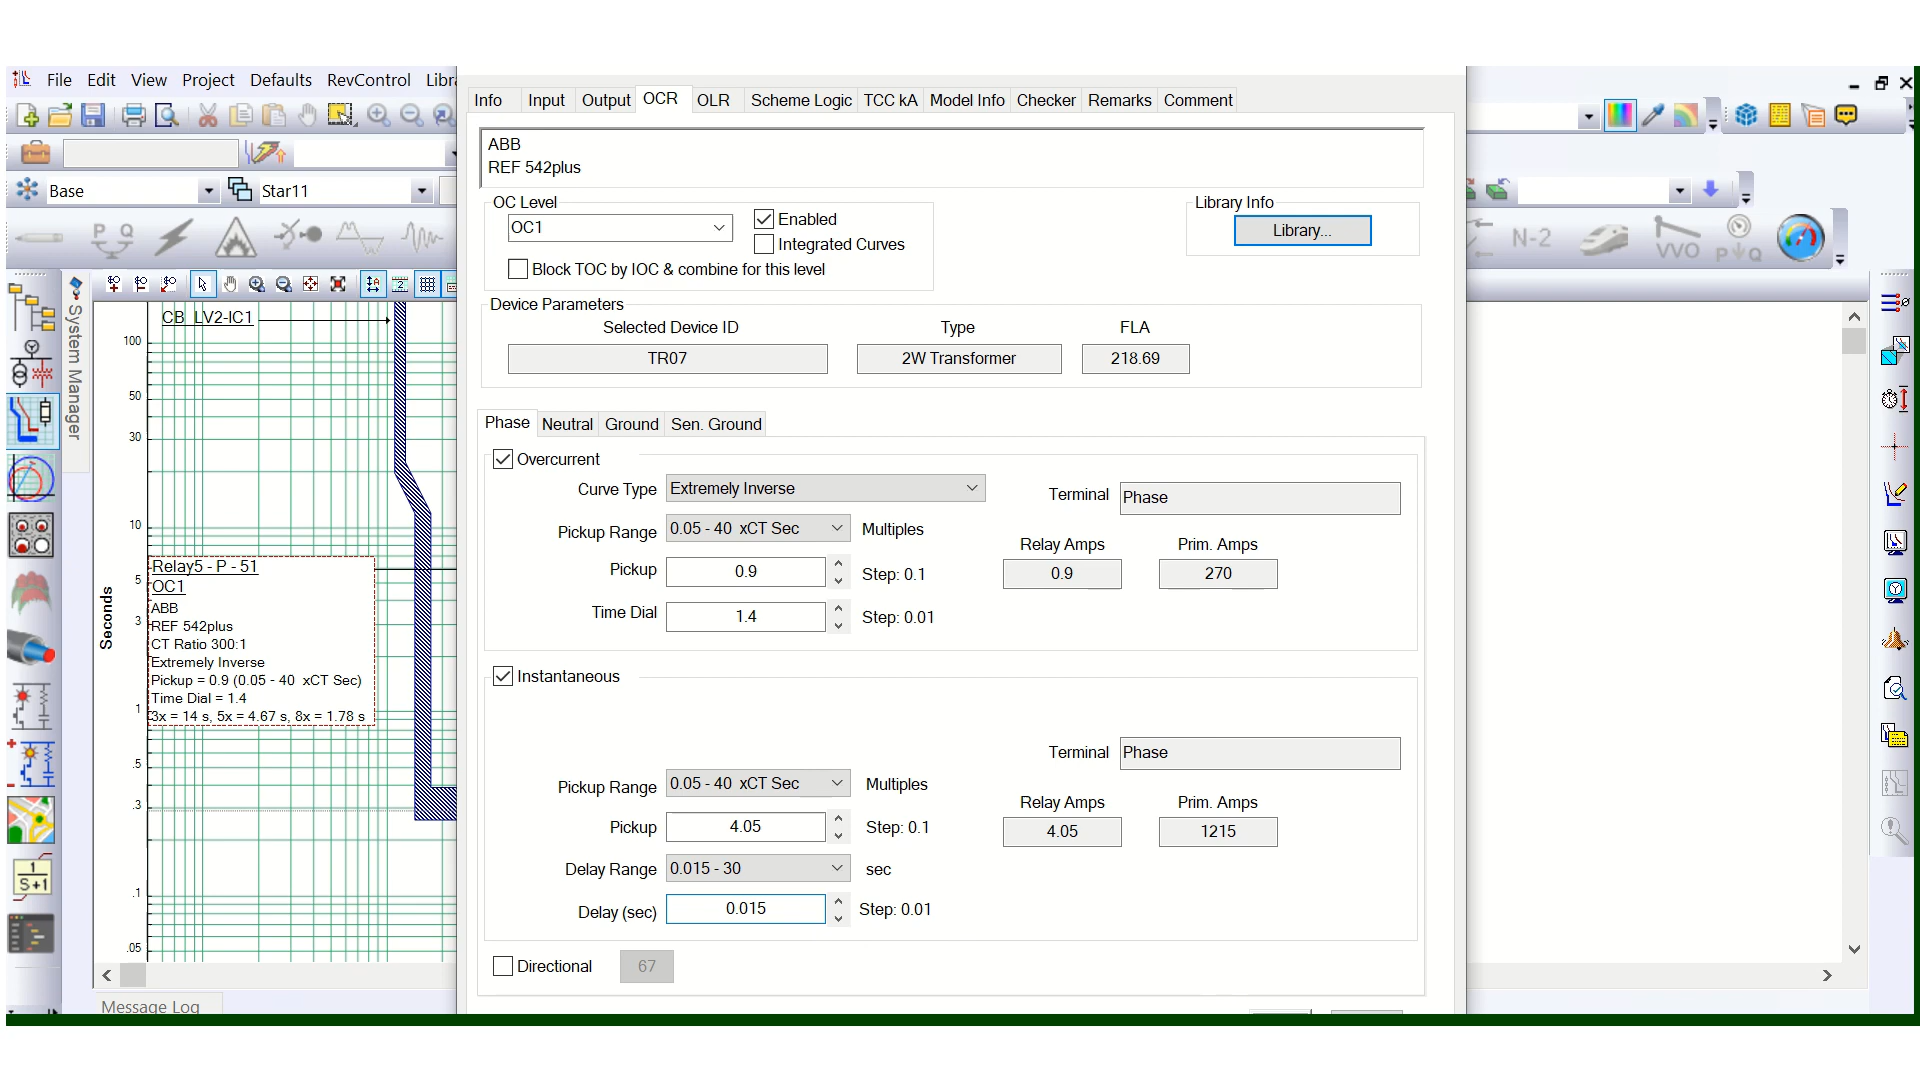 File Edit View Project Defaults RevControl
Info Input Output OCR OLR Scheme Logic TCC kA Model Info Checker Remarks Comment
ABB
REF 542plus
Base Star11
OC Level
OC1
Enabled
Integrated Curves
Block TOC by IOC & combine for this level
Library Info
Library...
P Q
N-2
VVO
P Q
System Manager
Device Parameters
Selected Device ID Type FLA
TR07 2W Transformer 218.69
CB LV2-IC1
100
50
30
10
5
3
1
.5
.3
.1
.05
Seconds
Relay5 - P - 51
OC1
ABB
REF 542plus
CT Ratio 300:1
Extremely Inverse
Pickup = 0.9 (0.05 - 40 xCT Sec)
Time Dial = 1.4
3x = 14 s, 5x = 4.67 s, 8x = 1.78 s
Phase Neutral Ground Sen. Ground
Overcurrent
Curve Type Extremely Inverse Terminal Phase
Pickup Range 0.05 - 40 xCT Sec Multiples
Relay Amps Prim. Amps
Pickup 0.9 Step: 0.1 0.9 270
Time Dial 1.4 Step: 0.01
Instantaneous
Terminal Phase
Pickup Range 0.05 - 40 xCT Sec Multiples
Relay Amps Prim. Amps
Pickup 4.05 Step: 0.1 4.05 1215
Delay Range 0.015 - 30 sec
Delay (sec) 0.015 Step: 0.01
Directional 67
1
S+1
Message Log